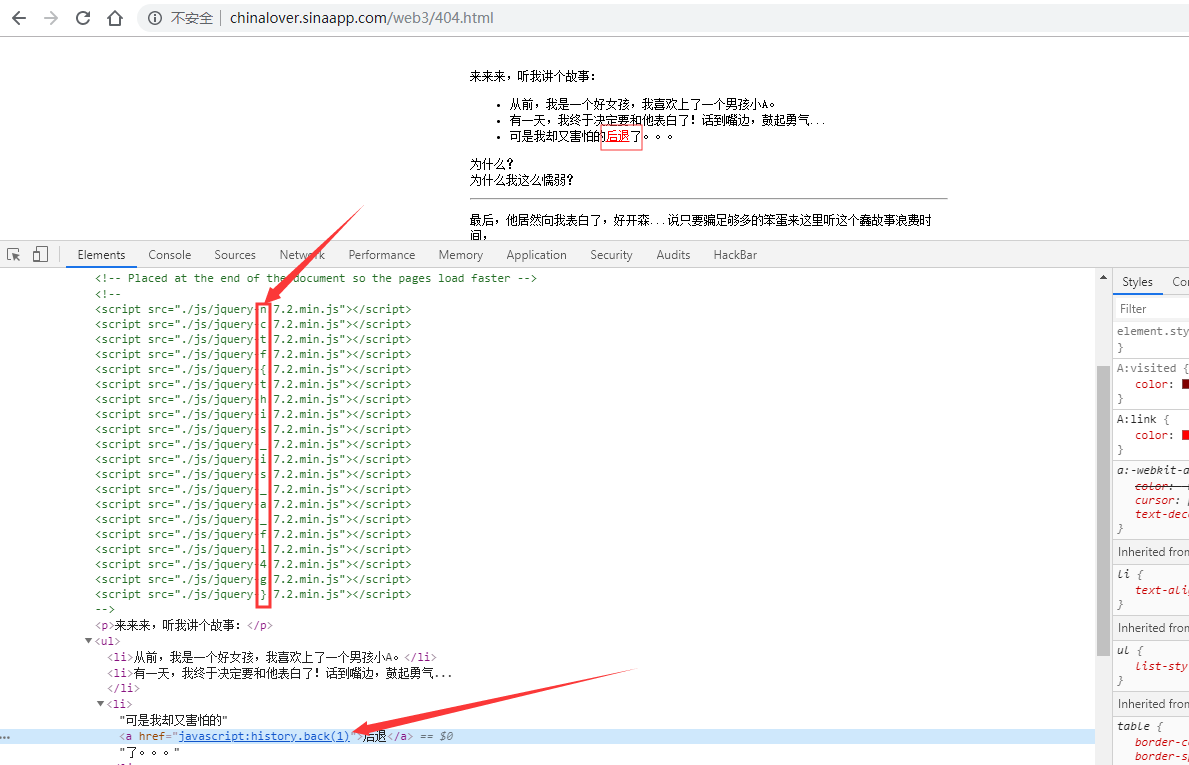 不安全 chinalover.sinaapp.com/web3/404.html
来来来，听我讲个故事：
• 从前，我是一个好女孩，我喜欢上了一个男孩小A。
• 有一天，我终于决定要和他表白了！话到嘴边，鼓起勇气...
• 可是我却又害怕的后退了。。。
为什么？
为什么我这么懦弱？
最后，他居然向我表白了，好开森...说只要骗足够多的笨蛋来这里听这个蠢故事浪费时
间，
Elements Console Sources Network Performance Memory Application Security Audits HackBar
<!-- Placed at the end of the document so the pages load faster -->
<!--
<script src="./js/jquery-n.7.2.min.js"></script>
<script src="./js/jquery-c.7.2.min.js"></script>
<script src="./js/jquery-t.7.2.min.js"></script>
<script src="./js/jquery-f.7.2.min.js"></script>
<script src="./js/jquery-{.7.2.min.js"></script>
<script src="./js/jquery-t.7.2.min.js"></script>
<script src="./js/jquery-h.7.2.min.js"></script>
<script src="./js/jquery-i.7.2.min.js"></script>
<script src="./js/jquery-s.7.2.min.js"></script>
<script src="./js/jquery-_.7.2.min.js"></script>
<script src="./js/jquery-i.7.2.min.js"></script>
<script src="./js/jquery-s.7.2.min.js"></script>
<script src="./js/jquery-_.7.2.min.js"></script>
<script src="./js/jquery-a.7.2.min.js"></script>
<script src="./js/jquery-_.7.2.min.js"></script>
<script src="./js/jquery-f.7.2.min.js"></script>
<script src="./js/jquery-l.7.2.min.js"></script>
<script src="./js/jquery-4.7.2.min.js"></script>
<script src="./js/jquery-g.7.2.min.js"></script>
<script src="./js/jquery-}.7.2.min.js"></script>
-->
<p>来来来，听我讲个故事：</p>
<ul>
<li>从前，我是一个好女孩，我喜欢上了一个男孩小A。</li>
<li>有一天，我终于决定要和他表白了！话到嘴边，鼓起勇气...
</li>
<li>
"可是我却又害怕的"
... <a href="javascript:history.back(1)">后退</a> == $0
"了。。。"
Styles Co
Filter
element.sty
}
A:visited {
color:
}
A:link {
color:
}
a:-webkit-a
color:
cursor:
text-dec
}
Inherited from
li {
text-ali
}
Inherited from
ul {
list-sty
}
Inherited from
table {
border-co
border-sp